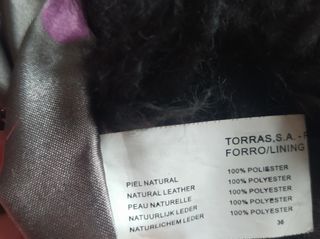 TORRAS,S.A. -
FORRO/LINING
PIEL NATURAL 100% POLIESTER
NATURAL LEATHER 100% POLYESTER
PEAU NATURELLE 100% POLYESTER
NATUURLIJK LEDER 100% POLYESTER
NATURLICHEM LEDER 100% POLYESTER
36